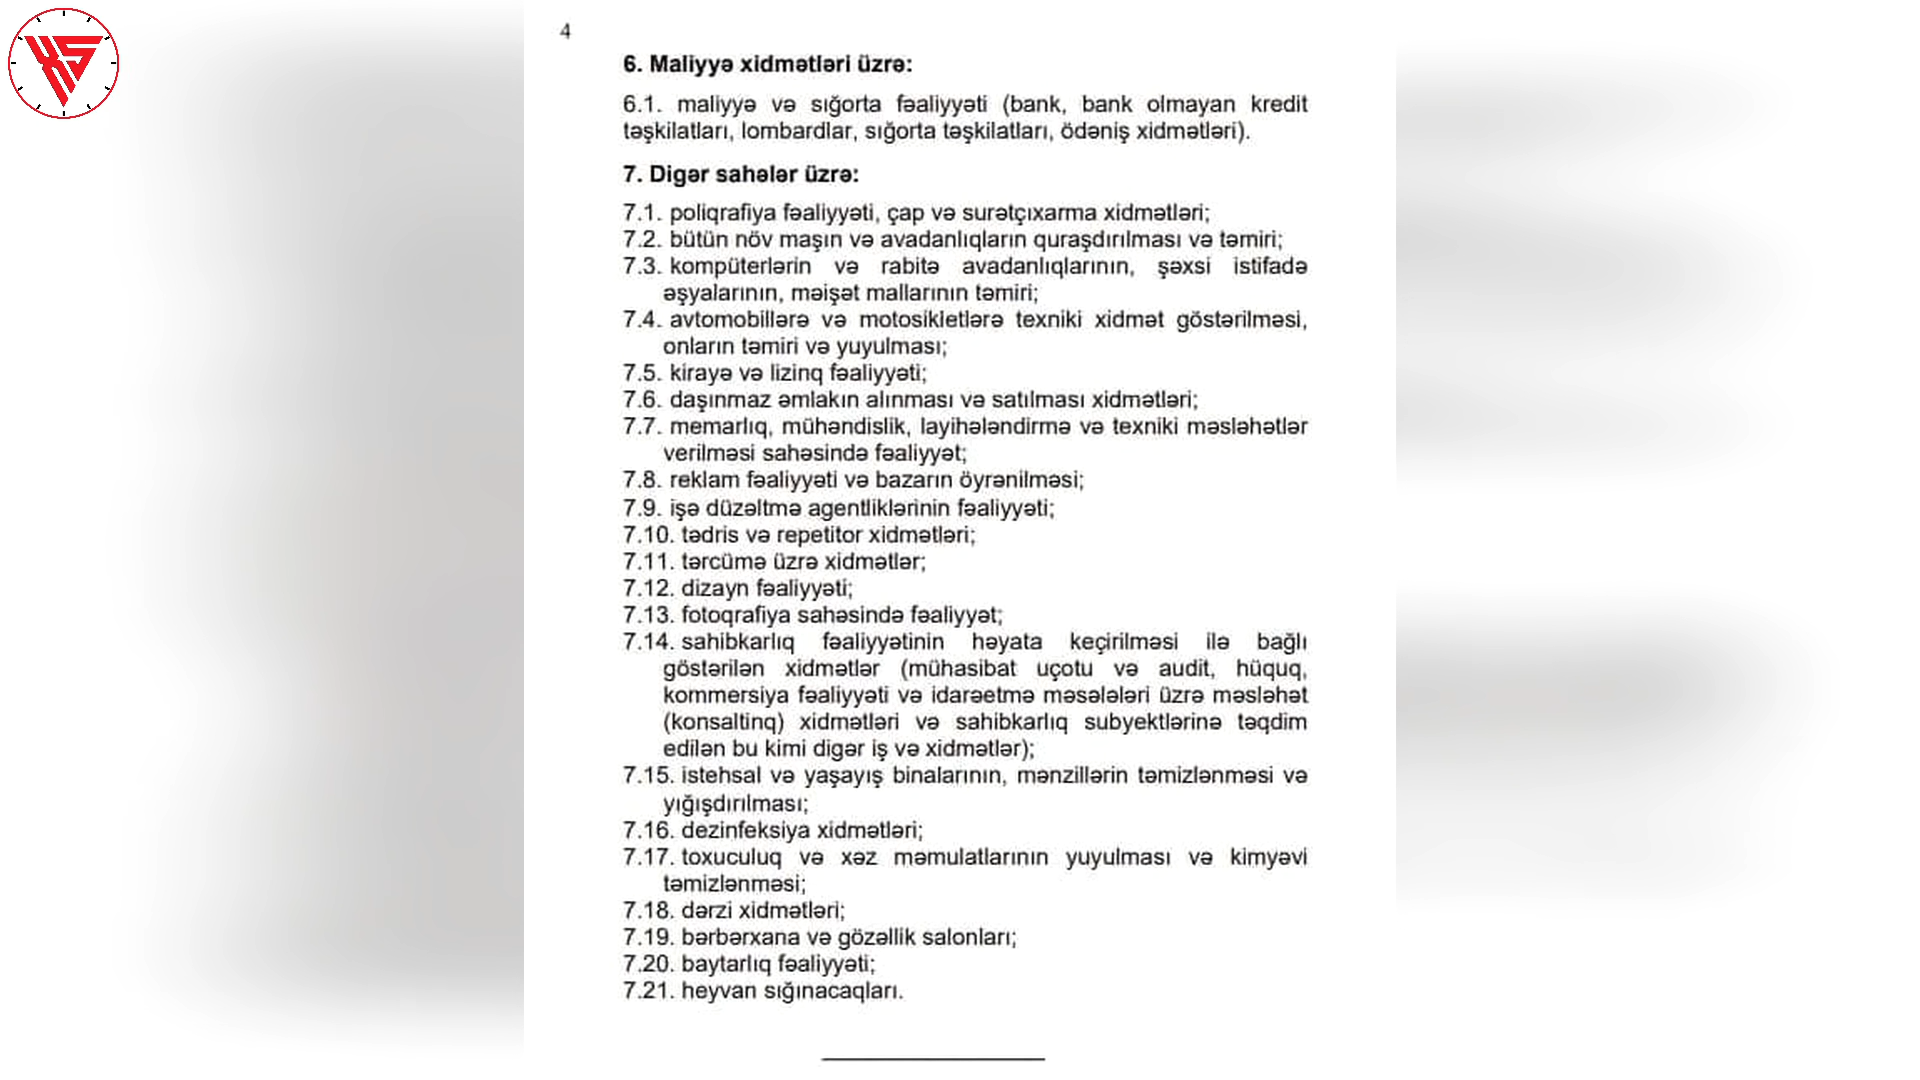 4
6. Maliyyə xidmətləri üzrə:
6.1. maliyyə və sığorta fəaliyyəti (bank, bank olmayan kredit
təşkilatları, lombardlar, sığorta təşkilatları, ödəniş xidmətləri).
7. Digər sahələr üzrə:
7.1. poliqrafiya fəaliyyəti, çap və surətçıxarma xidmətləri;
7.2. bütün növ maşın və avadanlıqların quraşdırılması və təmiri;
7.3. kompüterlərin və rabitə avadanlıqlarının, şəxsi istifadə
əşyalarının, məişət mallarının təmiri;
7.4. avtomobillərə və motosikletlərə texniki xidmət göstərilməsi,
onların təmiri və yuyulması;
7.5. kirayə və lizinq fəaliyyəti;
7.6. daşınmaz əmlakın alınması və satılması xidmətləri;
7.7. memarlıq, mühəndislik, layihələndirmə və texniki məsləhətlər
verilməsi sahəsində fəaliyyət;
7.8. reklam fəaliyyəti və bazarın öyrənilməsi;
7.9. işə düzəltmə agentliklərinin fəaliyyəti;
7.10. tədris və repetitor xidmətləri;
7.11. tərcümə üzrə xidmətlər;
7.12. dizayn fəaliyyəti;
7.13. fotoqrafiya sahəsində fəaliyyət;
7.14. sahibkarlıq fəaliyyətinin həyata keçirilməsi ilə bağlı
göstərilən xidmətlər (mühasibat uçotu və audit, hüquq,
kommersiya fəaliyyəti və idarəetmə məsələləri üzrə məsləhət
(konsaltinq) xidmətləri və sahibkarlıq subyektlərinə təqdim
edilən bu kimi digər iş və xidmətlər);
7.15. istehsal və yaşayış binalarının, mənzillərin təmizlənməsi və
yığışdırılması;
7.16. dezinfeksiya xidmətləri;
7.17. toxuculuq və xəz məmulatlarının yuyulması və kimyəvi
təmizlənməsi;
7.18. dərzi xidmətləri;
7.19. bərbərxana və gözəllik salonları;
7.20. baytarlıq fəaliyyəti;
7.21. heyvan sığınacaqları.